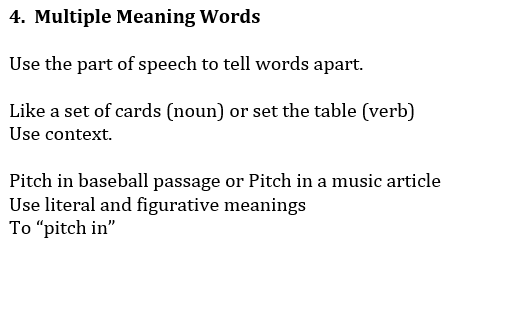 4. Multiple Meaning Words
Use the part of speech to tell words apart.
Like a set of cards (noun) or set the table (verb)
Use context.
Pitch in baseball passage or Pitch in a music article
Use literal and figurative meanings
To “pitch in”